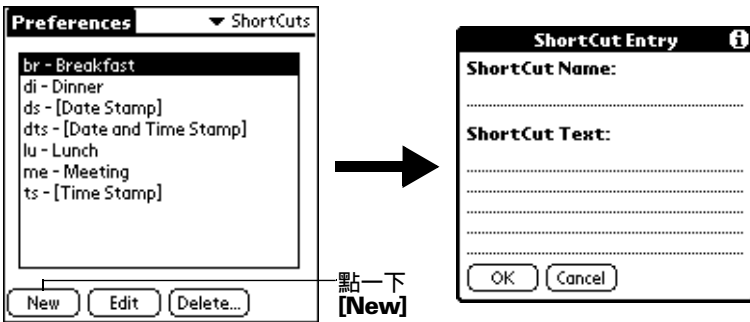 Preferences ▼ ShortCuts
br - Breakfast
di - Dinner
ds - [Date Stamp]
dts - [Date and Time Stamp]
lu - Lunch
me - Meeting
ts - [Time Stamp]
New Edit Delete...
點一下
[New]
ShortCut Entry i
ShortCut Name:
ShortCut Text:
OK Cancel